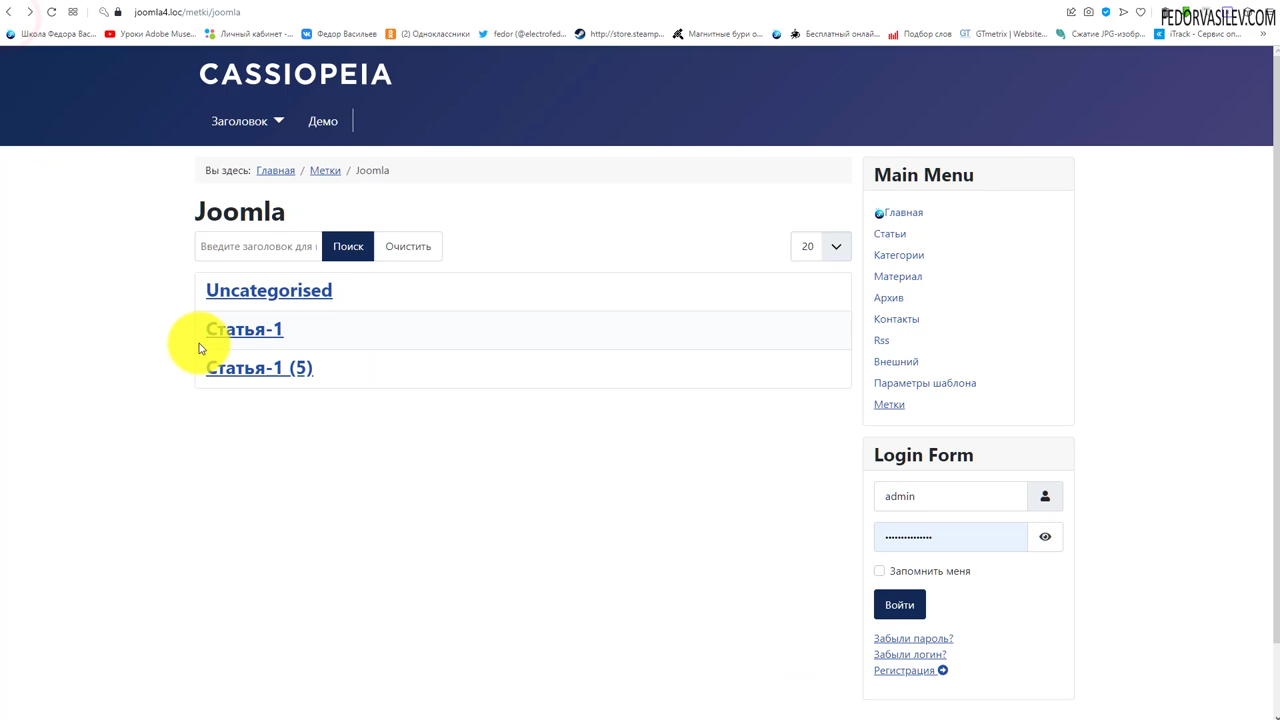 joomla4.loc/metki/joomla
FEDORVASILEV.COM
Школа Федора Вас... Уроки Adobe Muse... Личный кабинет -... Федор Васильев (2) Одноклассники fedor (@electrofed... http://store.steamp... Магнитные бури о... Бесплатный онлай... Подбор слов GTmetrix | Website... Сжатие JPG-изобр... iTrack - Сервис оп... »
CASSIOPEIA
Заголовок Демо
Вы здесь: Главная / Метки / Joomla
Joomla
Введите заголовок для Поиск Очистить 20
Uncategorised
Статья-1
Статья-1 (5)
Main Menu
Главная
Статьи
Категории
Материал
Архив
Контакты
Rss
Внешний
Параметры шаблона
Метки
Login Form
admin
Запомнить меня
Войти
Забыли пароль?
Забыли логин?
Регистрация